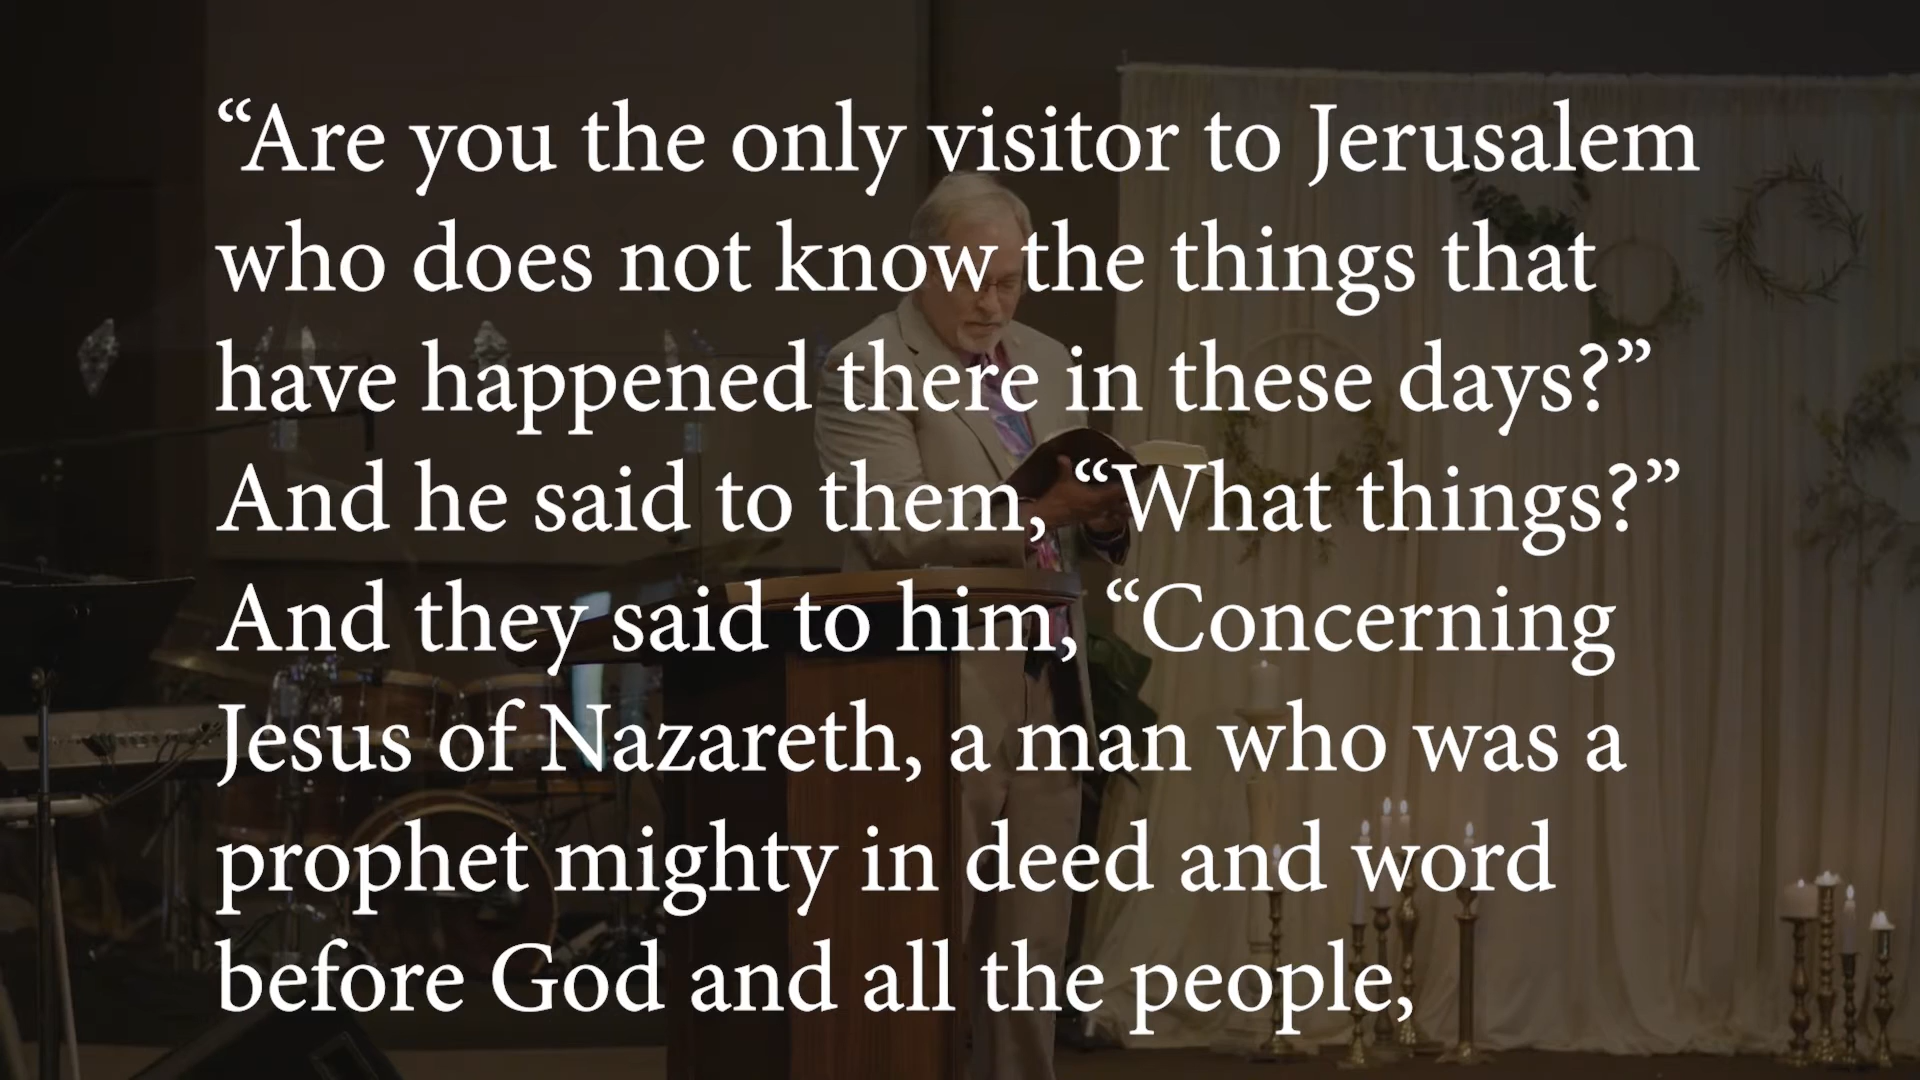 “Are you the only visitor to Jerusalem
who does not know the things that
have happened there in these days?”
And he said to them, “What things?”
And they said to him, “Concerning
Jesus of Nazareth, a man who was a
prophet mighty in deed and word
before God and all the people,